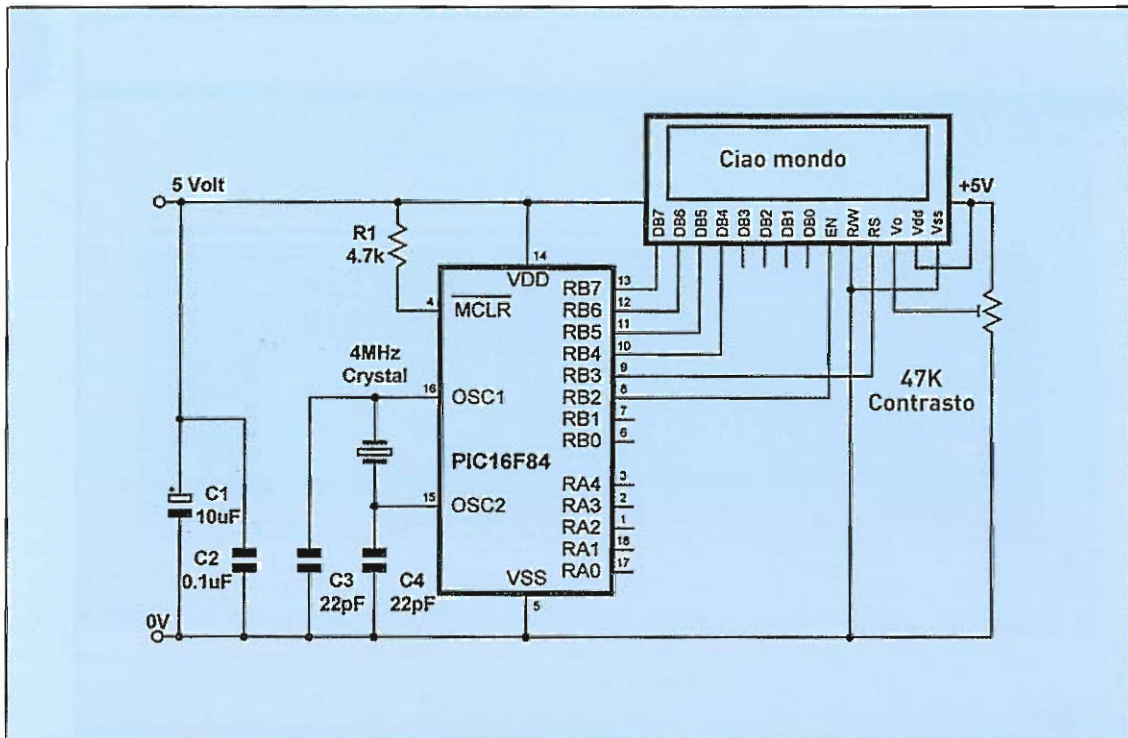 Ciao mondo
5 Volt
+5V
DB7
DB6
DB5
DB4
DB3
DB2
DB1
DB0
EN
R/W
RS
Vo
Vdd
Vss
R1
4.7k
14
VDD
4
MCLR
RB7
13
RB6
12
RB5
11
RB4
10
RB3
9
RB2
8
RB1
7
RB0
6
47K
Contrasto
4MHz
Crystal
16
OSC1
PIC16F84
15
OSC2
RA4
3
RA3
2
RA2
1
RA1
18
RA0
17
+
C1
10uF
C2
0.1uF
C3
22pF
C4
22pF
VSS
5
0V